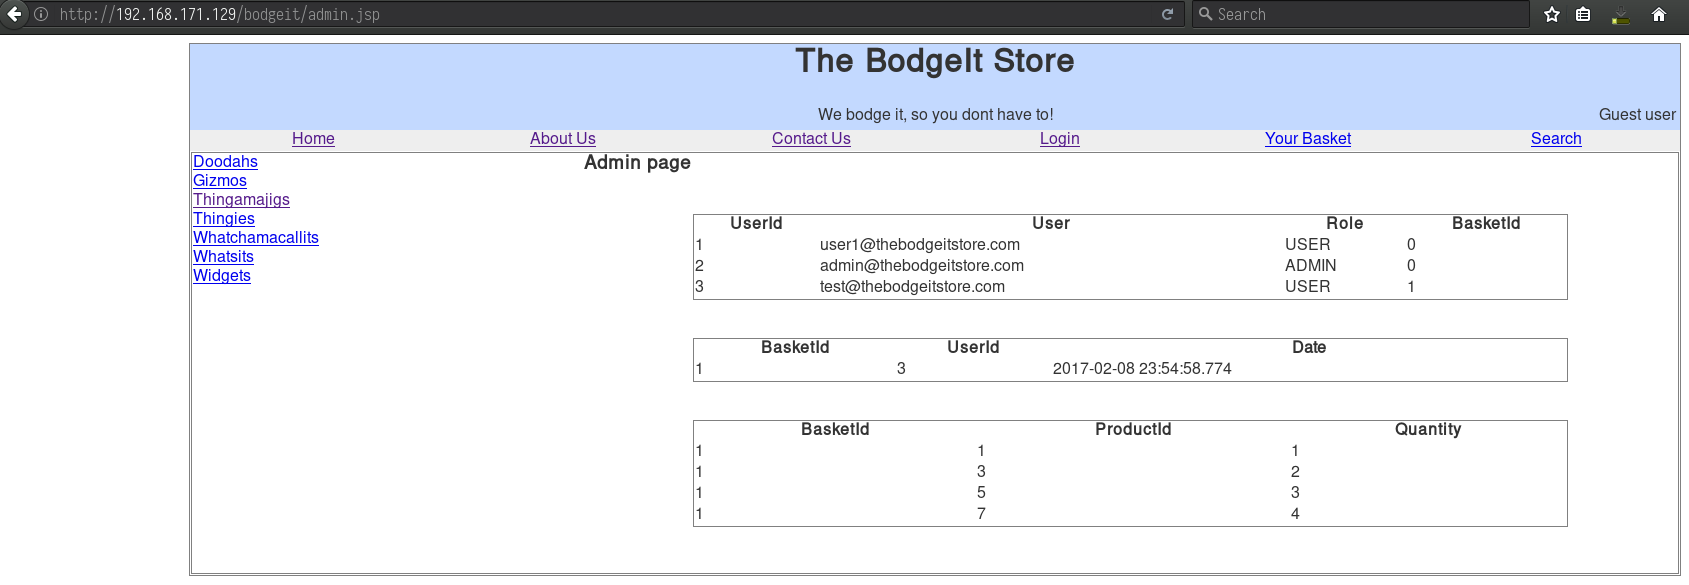 http://192.168.171.129/bodgeit/admin.jsp Search
The BodgeIt Store
We bodge it, so you dont have to! Guest user
Home About Us Contact Us Login Your Basket Search
Doodahs
Gizmos
Thingamajigs
Thingies
Whatchamacallits
Whatsits
Widgets
Admin page
UserId User Role BasketId
1 user1@thebodgeitstore.com USER 0
2 admin@thebodgeitstore.com ADMIN 0
3 test@thebodgeitstore.com USER 1
BasketId UserId Date
1 3 2017-02-08 23:54:58.774
BasketId ProductId Quantity
1 1 1
1 3 2
1 5 3
1 7 4